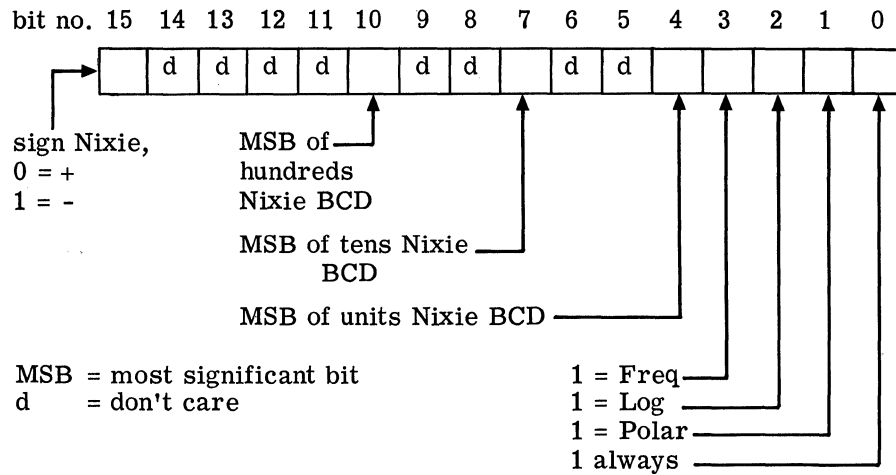 bit no. 15 14 13 12 11 10 9 8 7 6 5 4 3 2 1 0
d d d d d d d d
sign Nixie,
0 = +
1 = -
MSB of
hundreds
Nixie BCD
MSB of tens Nixie
BCD
MSB of units Nixie BCD
MSB = most significant bit
d = don't care
1 = Freq
1 = Log
1 = Polar
1 always